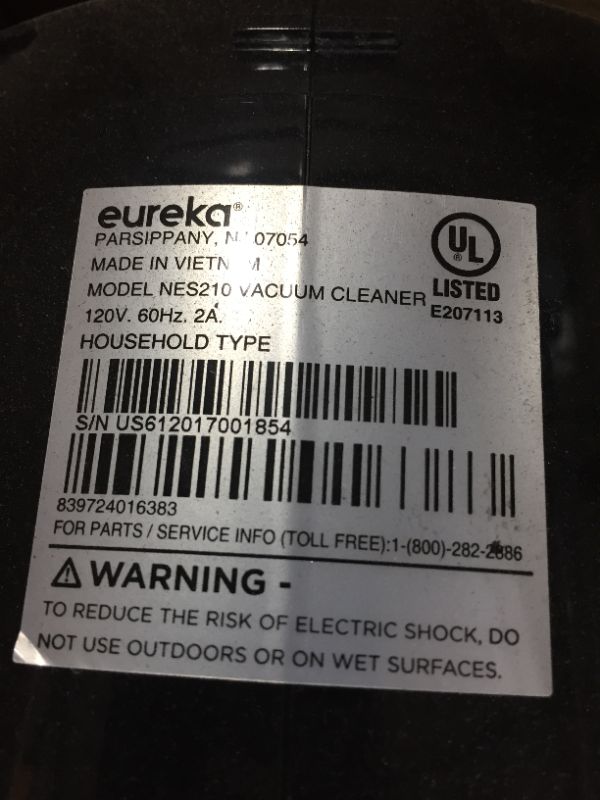 eureka®
PARSIPPANY, NJ 07054
MADE IN VIETNAM
MODEL NES210 VACUUM CLEANER
120V. 60Hz. 2A.
HOUSEHOLD TYPE
UL
®
LISTED
E207113
S/N US612017001854
839724016383
FOR PARTS / SERVICE INFO (TOLL FREE):1-(800)-282-2886
⚠ WARNING -
TO REDUCE THE RISK OF ELECTRIC SHOCK, DO
NOT USE OUTDOORS OR ON WET SURFACES.